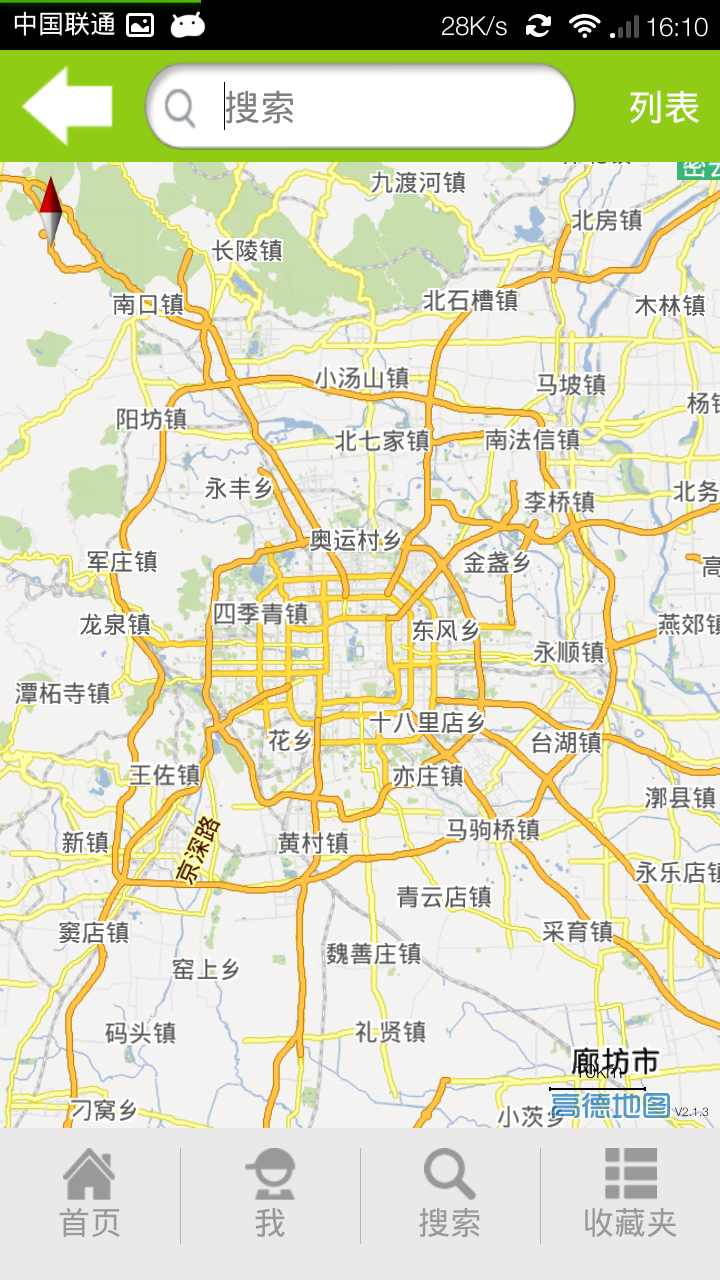 中国联通 28K/s 16:10
搜索 列表
九渡河镇
北房镇
长陵镇
南口镇
北石槽镇
木林镇
小汤山镇
马坡镇
阳坊镇
北七家镇
南法信镇
永丰乡
李桥镇
北务
奥运村乡
军庄镇
金盏乡
四季青镇
龙泉镇
东风乡
燕郊镇
永顺镇
潭柘寺镇
十八里店乡
花乡
台湖镇
王佐镇
亦庄镇
漷县镇
新镇
京深路
黄村镇
马驹桥镇
永乐店镇
青云店镇
窦店镇
采育镇
魏善庄镇
窑上乡
码头镇
礼贤镇
廊坊市
10km
高德地图 V2.1.3
刁窝乡
小茨乡
首页 我 搜索 收藏夹